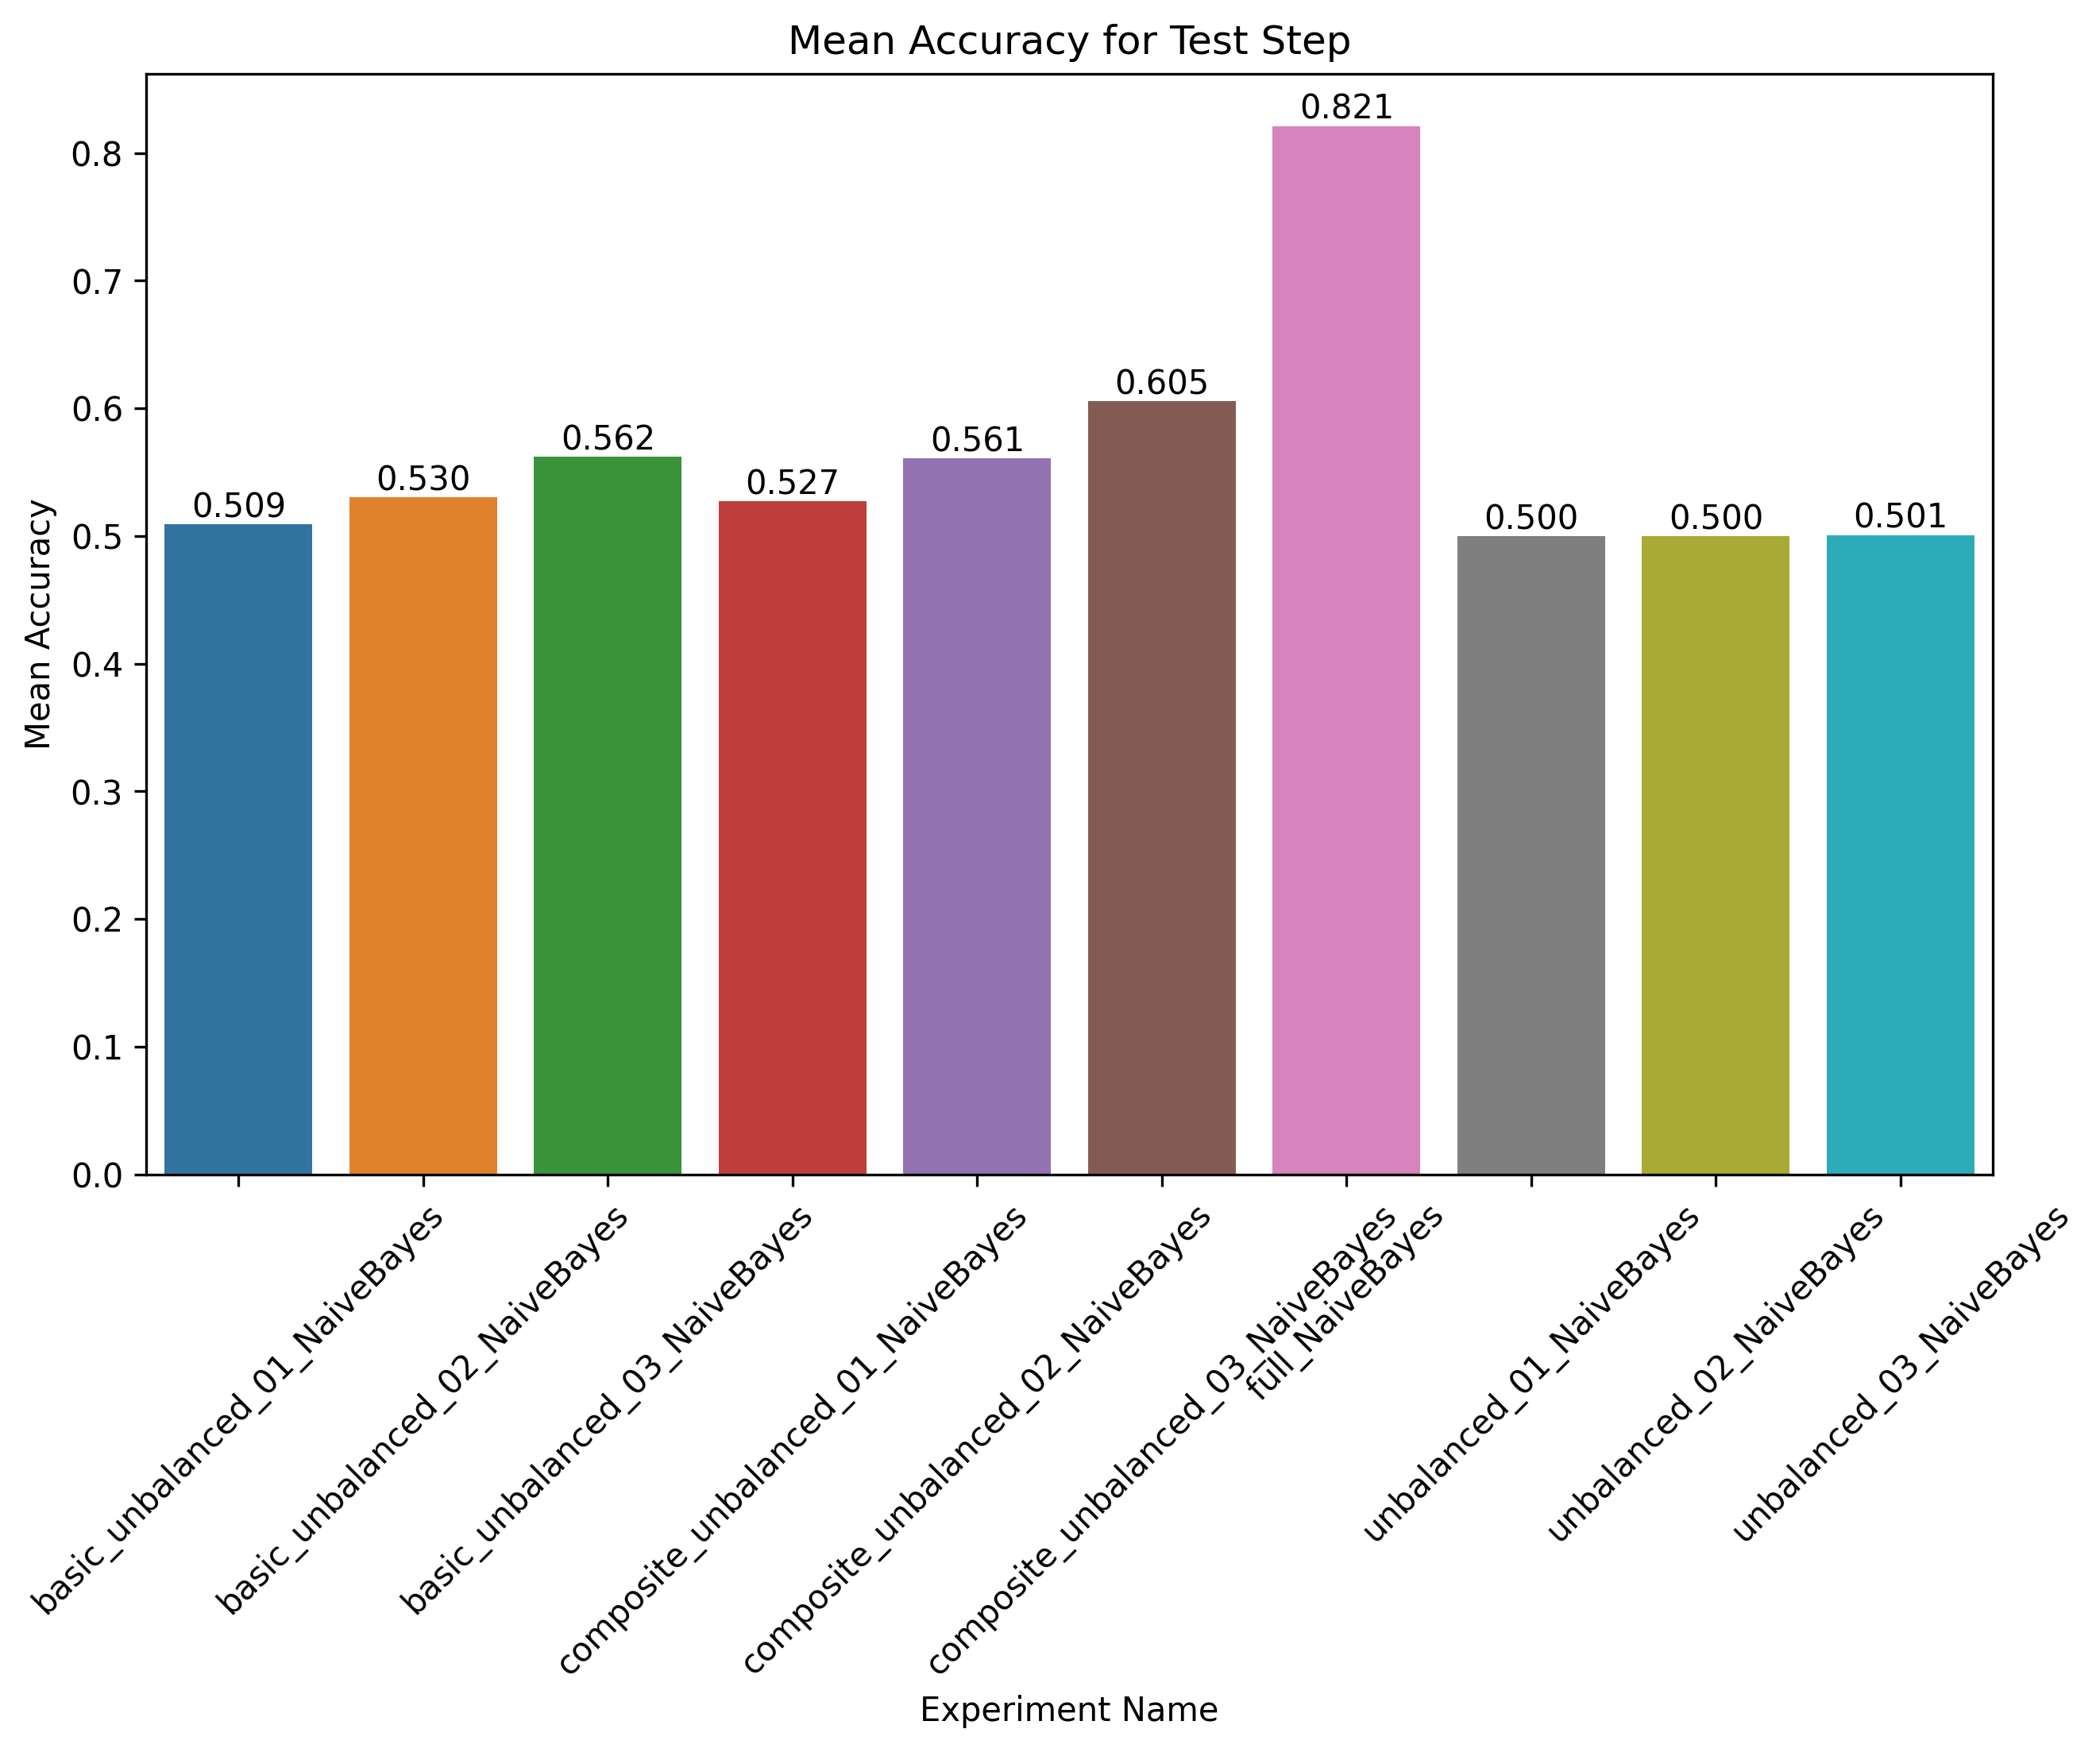 Mean Accuracy for Test Step
Mean Accuracy
0.8
0.7
0.6
0.5
0.4
0.3
0.2
0.1
0.0
0.509
0.530
0.562
0.527
0.561
0.605
0.821
0.500
0.500
0.501
basic_unbalanced_01_NaiveBayes
basic_unbalanced_02_NaiveBayes
basic_unbalanced_03_NaiveBayes
composite_unbalanced_01_NaiveBayes
composite_unbalanced_02_NaiveBayes
composite_unbalanced_03_NaiveBayes
full_NaiveBayes
unbalanced_01_NaiveBayes
unbalanced_02_NaiveBayes
unbalanced_03_NaiveBayes
Experiment Name